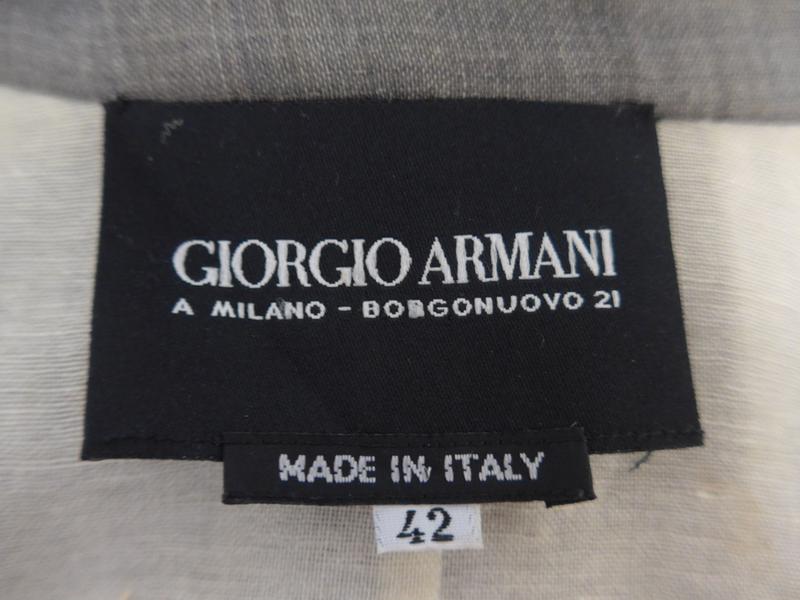 GIORGIO ARMANI
A MILANO - BORGONUOVO 21
MADE IN ITALY
42